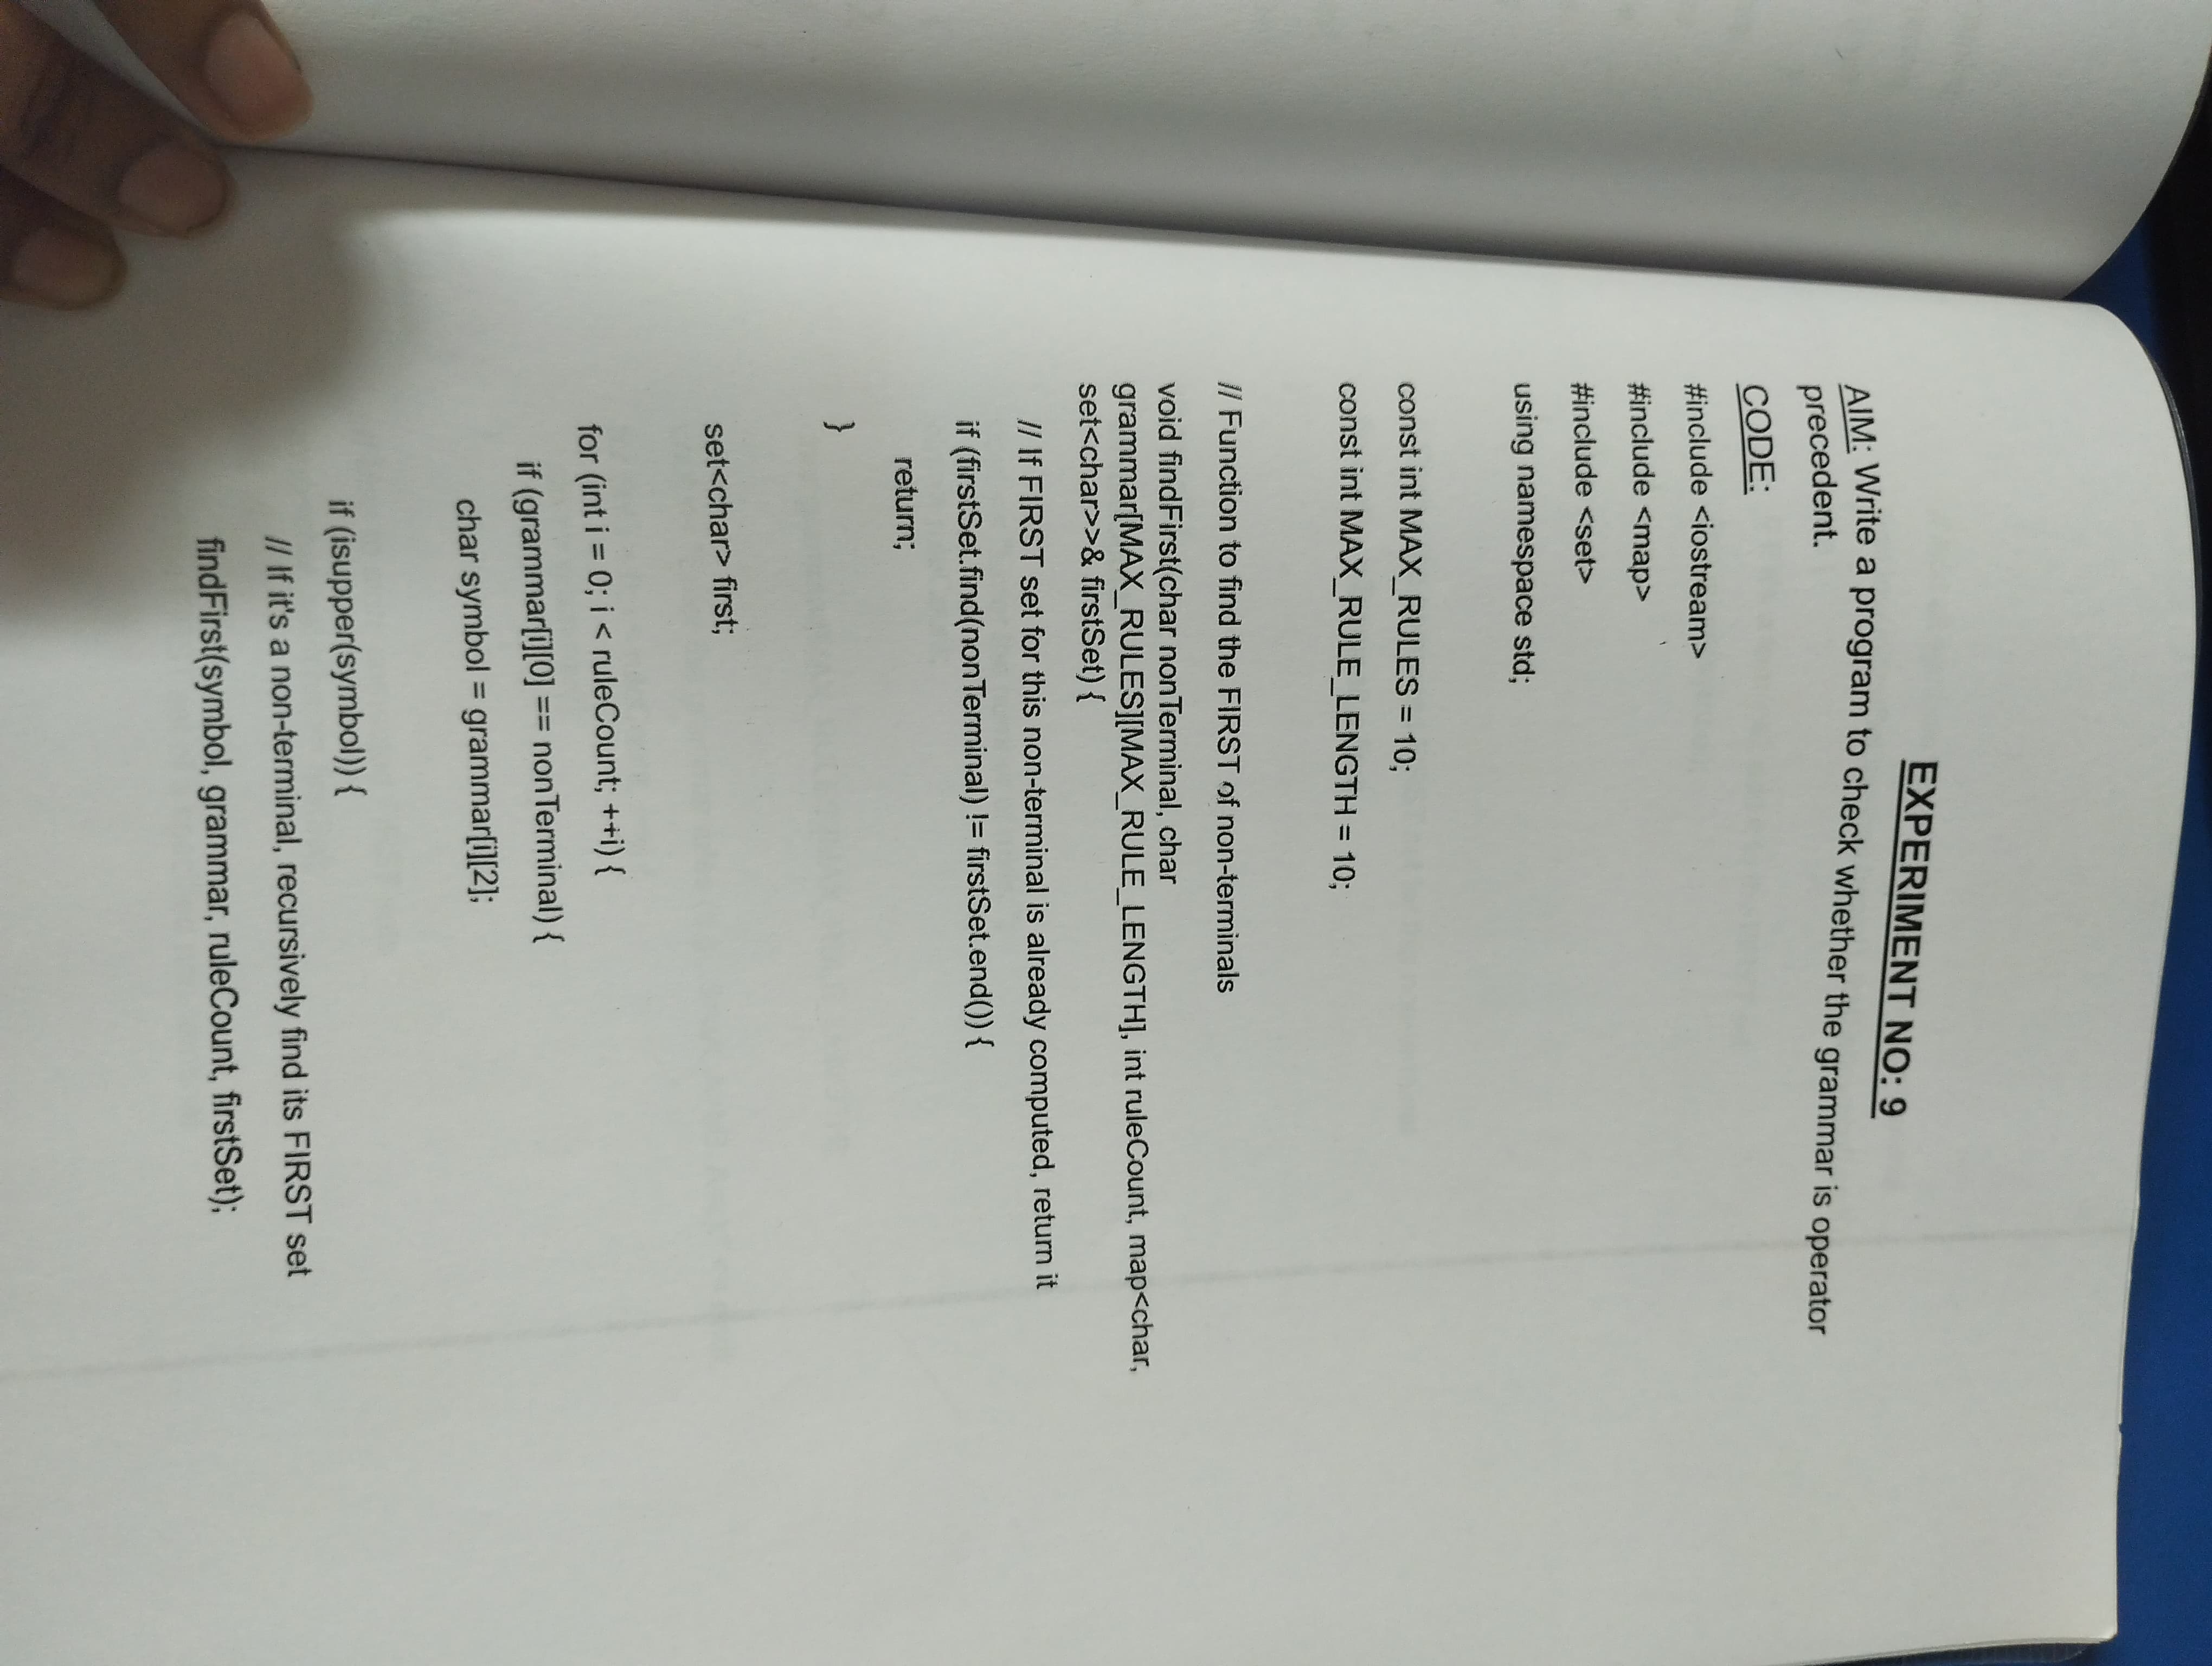 EXPERIMENT NO: 9
AIM: Write a program to check whether the grammar is operator
precedent.
CODE:
#include <iostream>
#include <map>
#include <set>
using namespace std;
const int MAX_RULES = 10;
const int MAX_RULE_LENGTH = 10;
// Function to find the FIRST of non-terminals
void findFirst(char nonTerminal, char
grammar[MAX_RULES][MAX_RULE_LENGTH], int ruleCount, map<char,
set<char>>& firstSet) {
// If FIRST set for this non-terminal is already computed, return it
if (firstSet.find(nonTerminal) != firstSet.end()) {
return;
}
set<char> first;
for (int i = 0; i < ruleCount; ++i) {
if (grammar[i][0] == nonTerminal) {
char symbol = grammar[i][2];
if (isupper(symbol)) {
// If it's a non-terminal, recursively find its FIRST set
findFirst(symbol, grammar, ruleCount, firstSet);